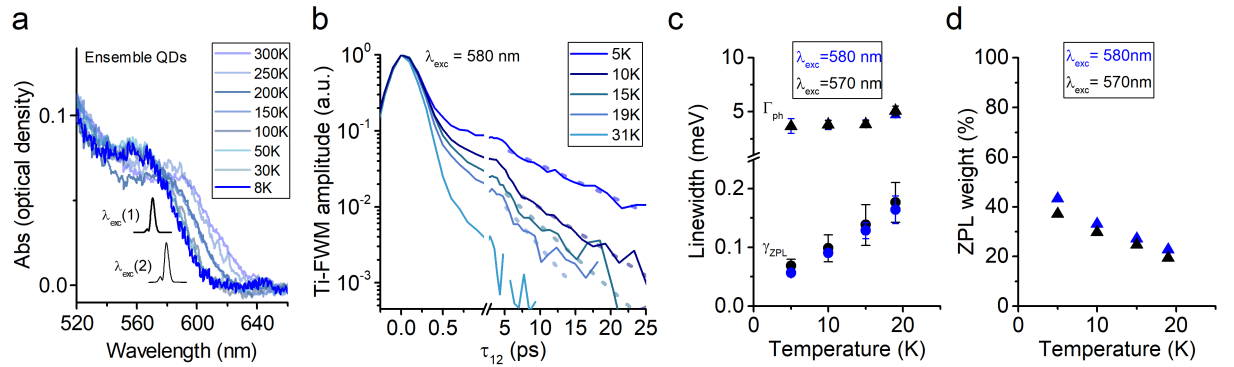 a
Ensemble QDs
300K
250K
200K
150K
100K
50K
30K
8K
λexc(1)
λexc(2)
0.1
0.0
Abs (optical density)
520 560 600 640
Wavelength (nm)
b
λexc = 580 nm
5K
10K
15K
19K
31K
10^0
10^-1
10^-2
10^-3
Ti-FWM amplitude (a.u.)
0.0 0.5 5 10 15 20 25
τ12 (ps)
c
λexc=580 nm
λexc=570 nm
Γph
γZPL
10
5
0.2
0.1
0.0
Linewidth (meV)
0 10 20
Temperature (K)
d
λexc=580nm
λexc=570nm
100
80
60
40
20
0
ZPL weight (%)
0 10 20
Temperature (K)